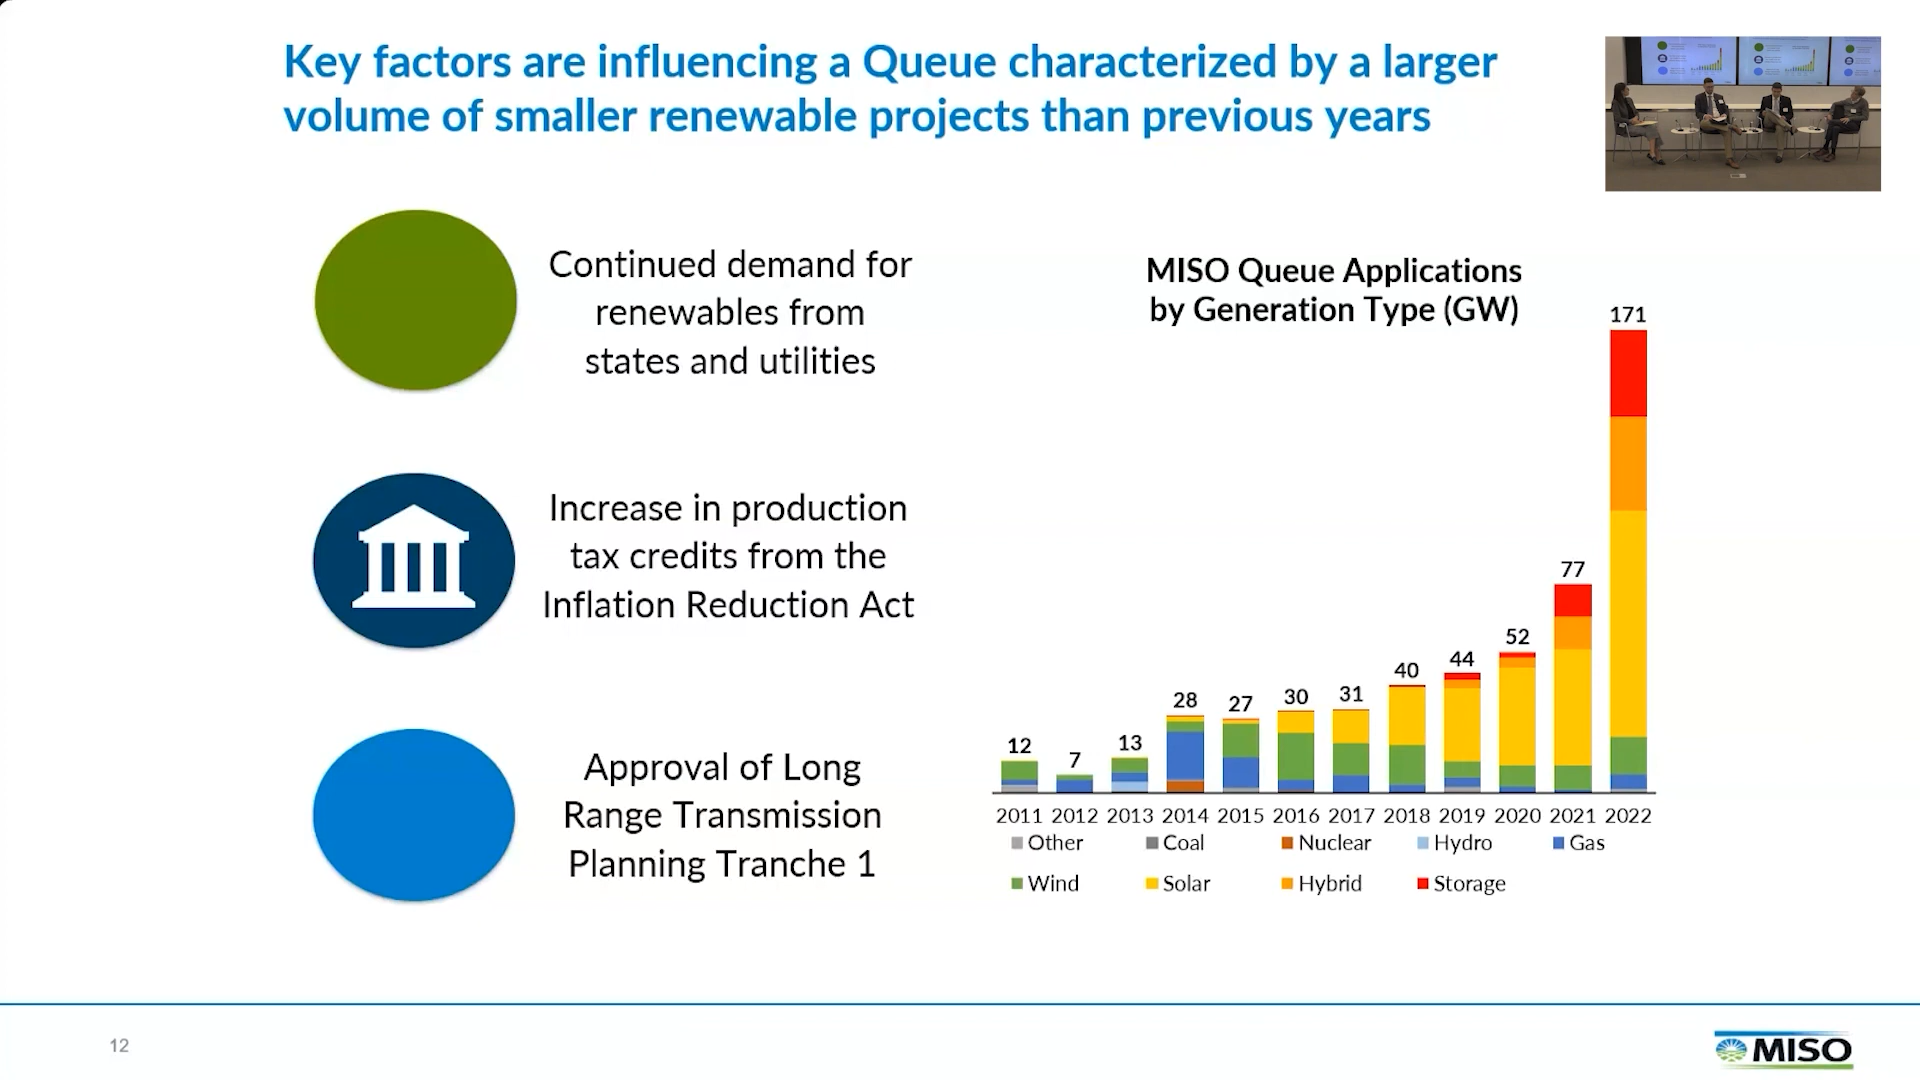 Key factors are influencing a Queue characterized by a larger
volume of smaller renewable projects than previous years
Continued demand for
renewables from
states and utilities
Increase in production
tax credits from the
Inflation Reduction Act
Approval of Long
Range Transmission
Planning Tranche 1
MISO Queue Applications
by Generation Type (GW)
12 7 13 28 27 30 31 40 44 52 77 171
2011 2012 2013 2014 2015 2016 2017 2018 2019 2020 2021 2022
Other Coal Nuclear Hydro Gas
Wind Solar Hybrid Storage
12
MISO